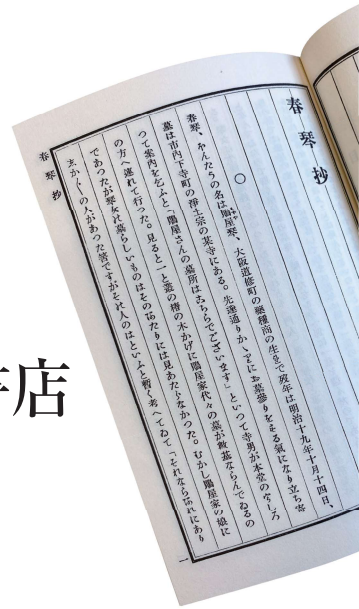 春琴抄
○
春琴、ほんたうの名は鵙屋琴、大阪道修町の藥種商の生れで歿年は明治十九年十月十四日、
墓は市内下寺町の淨土宗の某寺にある。先達通りかゝりにお墓參りをする氣になり立ち寄
つて案内を乞ふと「鵙屋さんの墓所はこちらでございます」といつて寺男が本堂のうしろ
の方へ連れて行つた。見ると一と叢の椿の木かげに鵙屋家代々の墓が數基ならんでゐるの
であつたが琴女の墓らしいものはそのあたりには見あたらなかつた。むかし鵙屋家の娘に
しか〴〵の人があつた筈ですがその人のはといふと暫く考へてゐて「それならあれにあり
春琴抄
一
店